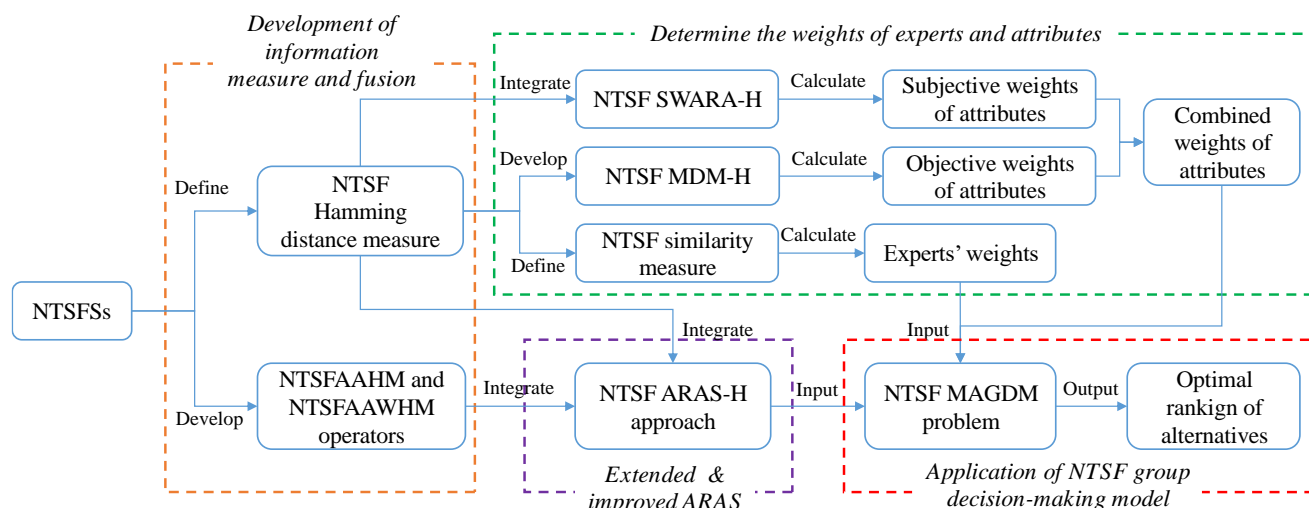 Development of
information
measure and fusion
Determine the weights of experts and attributes
Integrate
NTSF SWARA-H
Calculate
Subjective weights
of attributes
Combined
weights of
attributes
Develop
NTSF MDM-H
Calculate
Objective weights
of attributes
Define
NTSF
Hamming
distance measure
Define
NTSF similarity
measure
Calculate
Experts’ weights
NTSFSs
Integrate
Input
Develop
NTSFAAHM and
NTSFAAWHM
operators
Integrate
NTSF ARAS-H
approach
Input
NTSF MAGDM
problem
Output
Optimal
rankign of
alternatives
Extended &
improved ARAS
Application of NTSF group
decision-making model